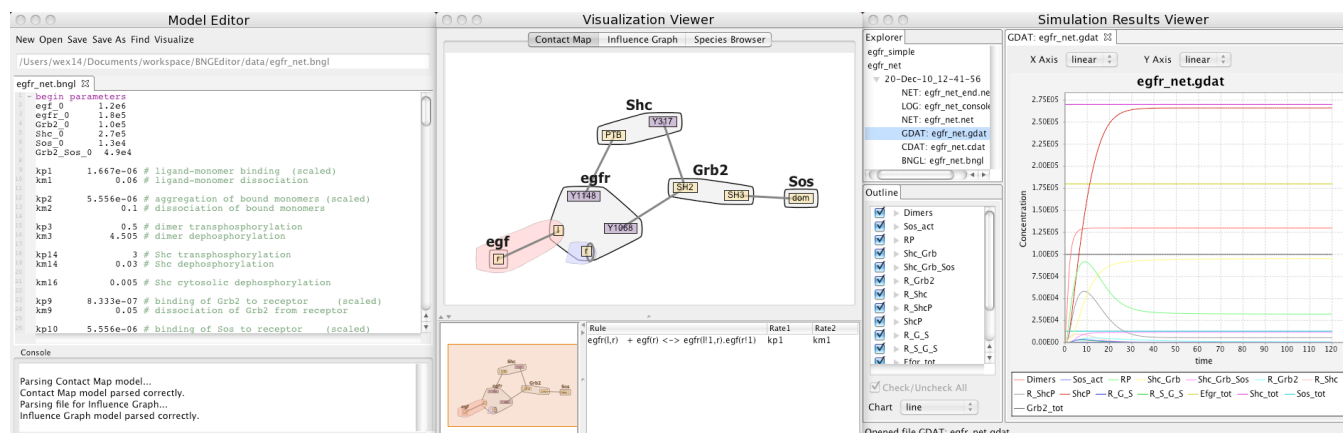 Model Editor
New Open Save Save As Find Visualize
/Users/wex14/Documents/workspace/BNGEditor/data/egfr_net.bngl
egfr_net.bngl
begin parameters
egf_0 1.2e6
egfr_0 1.8e5
Grb2_0 1.0e5
Shc_0 2.7e5
Sos_0 1.3e4
Grb2_Sos_0 4.9e4
kp1 1.667e-06 # ligand-monomer binding (scaled)
km1 0.06 # ligand-monomer dissociation
kp2 5.556e-06 # aggregation of bound monomers (scaled)
km2 0.1 # dissociation of bound monomers
kp3 0.5 # dimer transphosphorylation
km3 4.505 # dimer dephosphorylation
kp14 3 # Shc transphosphorylation
km14 0.03 # Shc dephosphorylation
km16 0.005 # Shc cytosolic dephosphorylation
kp9 8.333e-07 # binding of Grb2 to receptor (scaled)
km9 0.05 # dissociation of Grb2 from receptor
kp10 5.556e-06 # binding of Sos to receptor (scaled)
Console
Parsing Contact Map model...
Contact Map model parsed correctly.
Parsing file for Influence Graph...
Influence Graph model parsed correctly.
Visualization Viewer
Contact Map Influence Graph Species Browser
Shc
Y317
PTB
egfr
Grb2
Sos
Y1148
SH2
SH3
dom
Y1068
egf
l
r
r
Shc
egfr
Grb2
Sos
egf
Rule Rate1 Rate2
egfr(l,r) + egf(r) <-> egfr(l!1,r).egf(r!1) kp1 km1
Simulation Results Viewer
Explorer
egfr_simple
egfr_net
20-Dec-10_12-41-56
NET: egfr_net_end.ne
LOG: egfr_net_console
NET: egfr_net.net
GDAT: egfr_net.gdat
CDAT: egfr_net.cdat
BNGL: egfr_net.bngl
Outline
Dimers
Sos_act
RP
Shc_Grb
Shc_Grb_Sos
R_Grb2
R_Shc
R_ShcP
ShcP
R_G_S
R_S_G_S
Efgr_tot
Check/Uncheck All
Chart line
Opened file GDAT: egfr_net.gdat
GDAT: egfr_net.gdat
X Axis linear Y Axis linear
egfr_net.gdat
2.75E05
2.50E05
2.25E05
2.00E05
1.75E05
1.50E05
1.25E05
1.00E05
7.50E04
5.00E04
2.50E04
0.00E00
Concentration
0 10 20 30 40 50 60 70 80 90 100 110 120
time
Dimers Sos_act RP Shc_Grb Shc_Grb_Sos R_Grb2 R_Shc
R_ShcP ShcP R_G_S R_S_G_S Efgr_tot Shc_tot Sos_tot
Grb2_tot